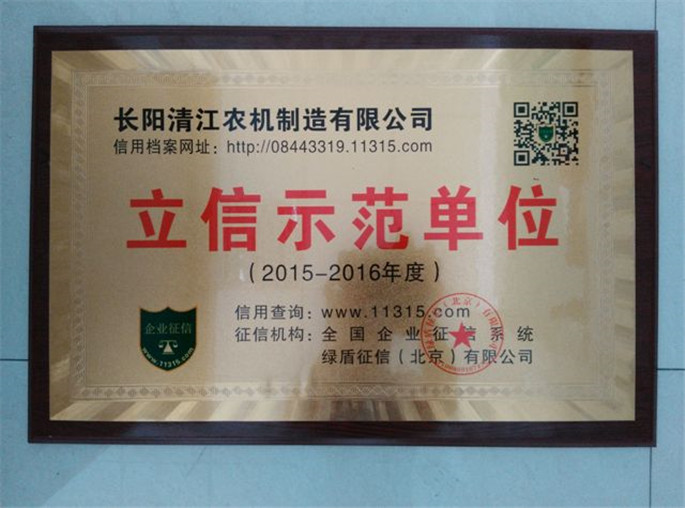 长阳清江农机制造有限公司
信用档案网址：http://08443319.11315.com
立信示范单位
（2015-2016年度）
企业征信
www.11315.com
信用查询：www.11315.com
征信机构：全国企业征信系统
绿盾征信（北京）有限公司